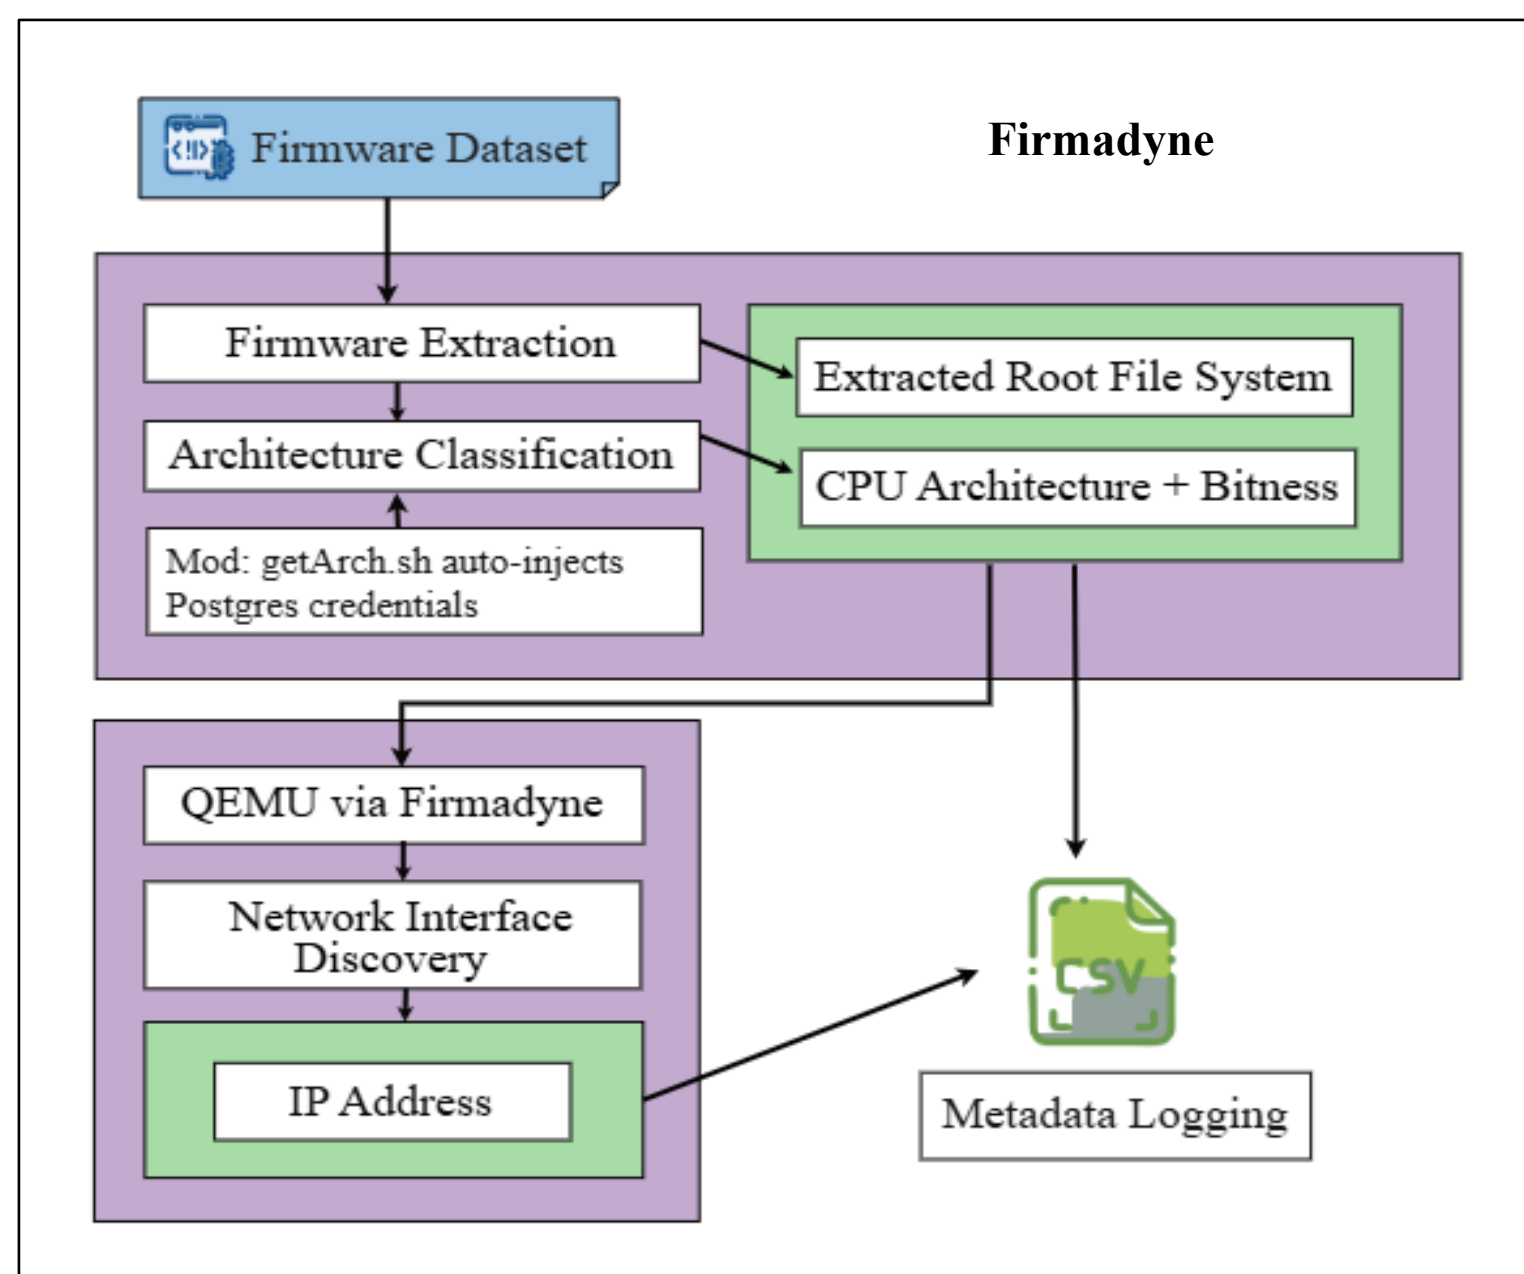 Firmadyne
<!!>
Firmware Dataset
Firmware Extraction
Extracted Root File System
Architecture Classification
CPU Architecture + Bitness
Mod: getArch.sh auto-injects
Postgres credentials
QEMU via Firmadyne
Network Interface
Discovery
IP Address
CSV
Metadata Logging